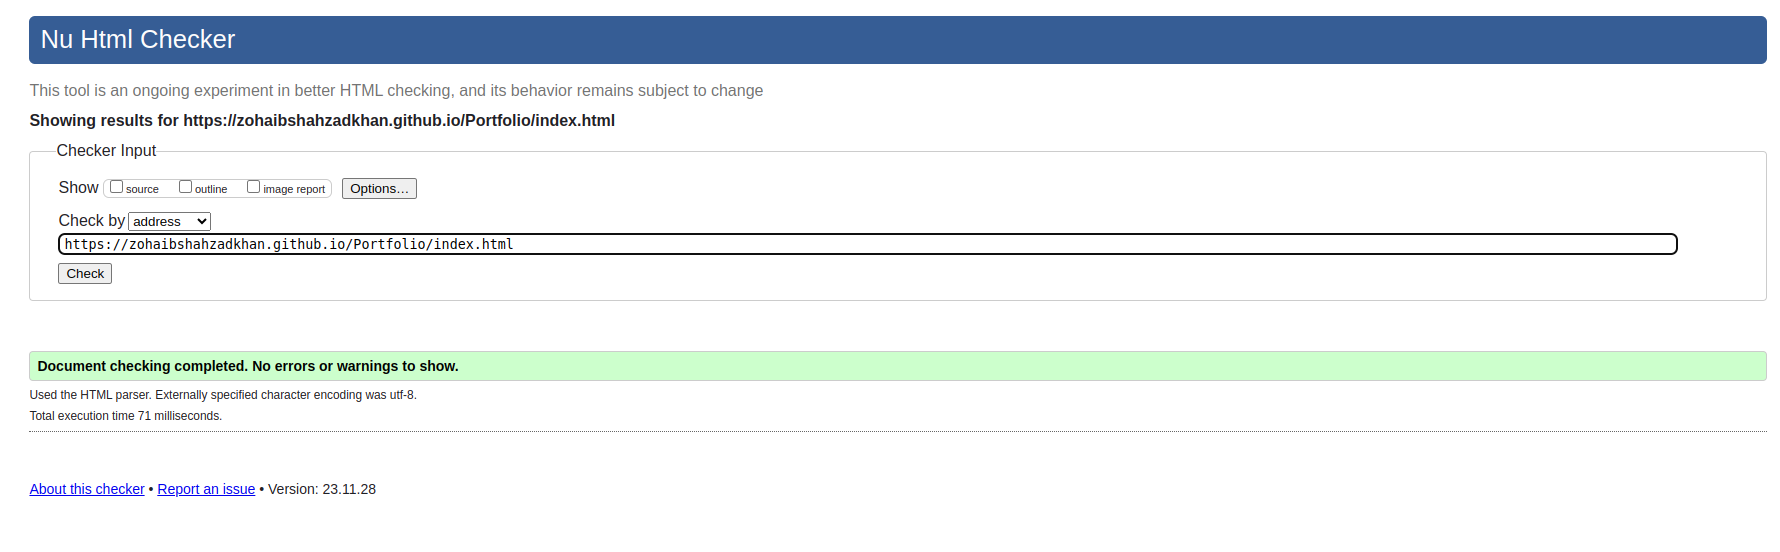 Nu Html Checker
This tool is an ongoing experiment in better HTML checking, and its behavior remains subject to change
Showing results for https://zohaibshahzadkhan.github.io/Portfolio/index.html
Checker Input
Show source outline image report Options...
Check by address
https://zohaibshahzadkhan.github.io/Portfolio/index.html
Check
Document checking completed. No errors or warnings to show.
Used the HTML parser. Externally specified character encoding was utf-8.
Total execution time 71 milliseconds.
About this checker • Report an issue • Version: 23.11.28